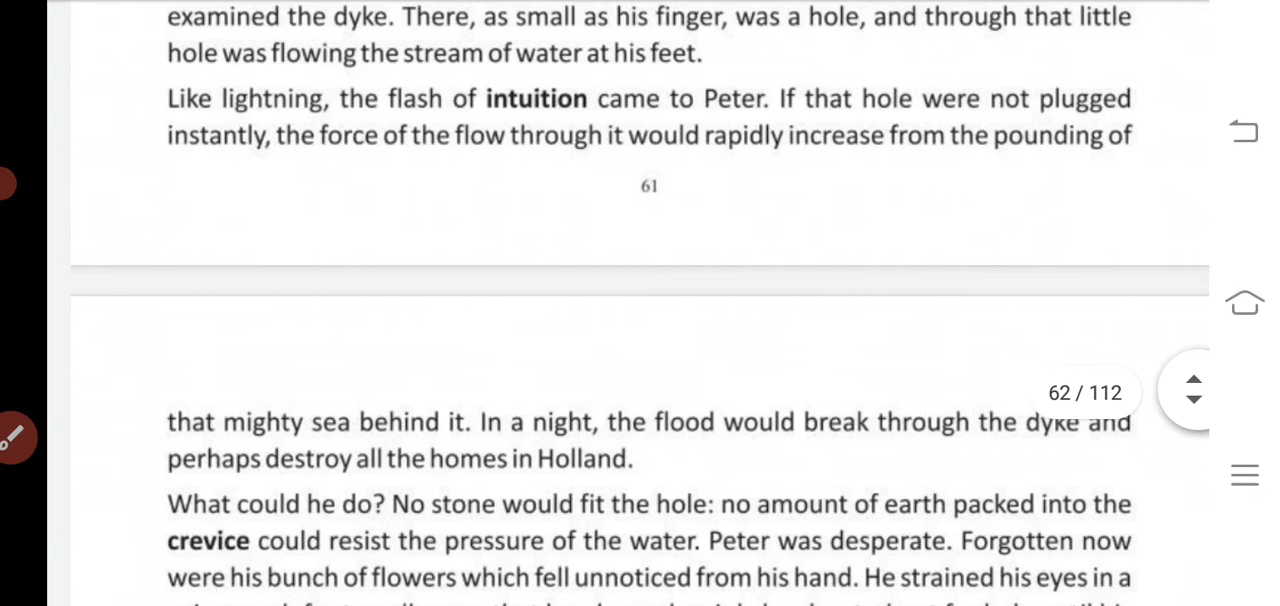 examined the dyke. There, as small as his finger, was a hole, and through that little
hole was flowing the stream of water at his feet.
Like lightning, the flash of intuition came to Peter. If that hole were not plugged
instantly, the force of the flow through it would rapidly increase from the pounding of
61
62 / 112
that mighty sea behind it. In a night, the flood would break through the dyke and
perhaps destroy all the homes in Holland.
What could he do? No stone would fit the hole: no amount of earth packed into the
crevice could resist the pressure of the water. Peter was desperate. Forgotten now
were his bunch of flowers which fell unnoticed from his hand. He strained his eyes in a